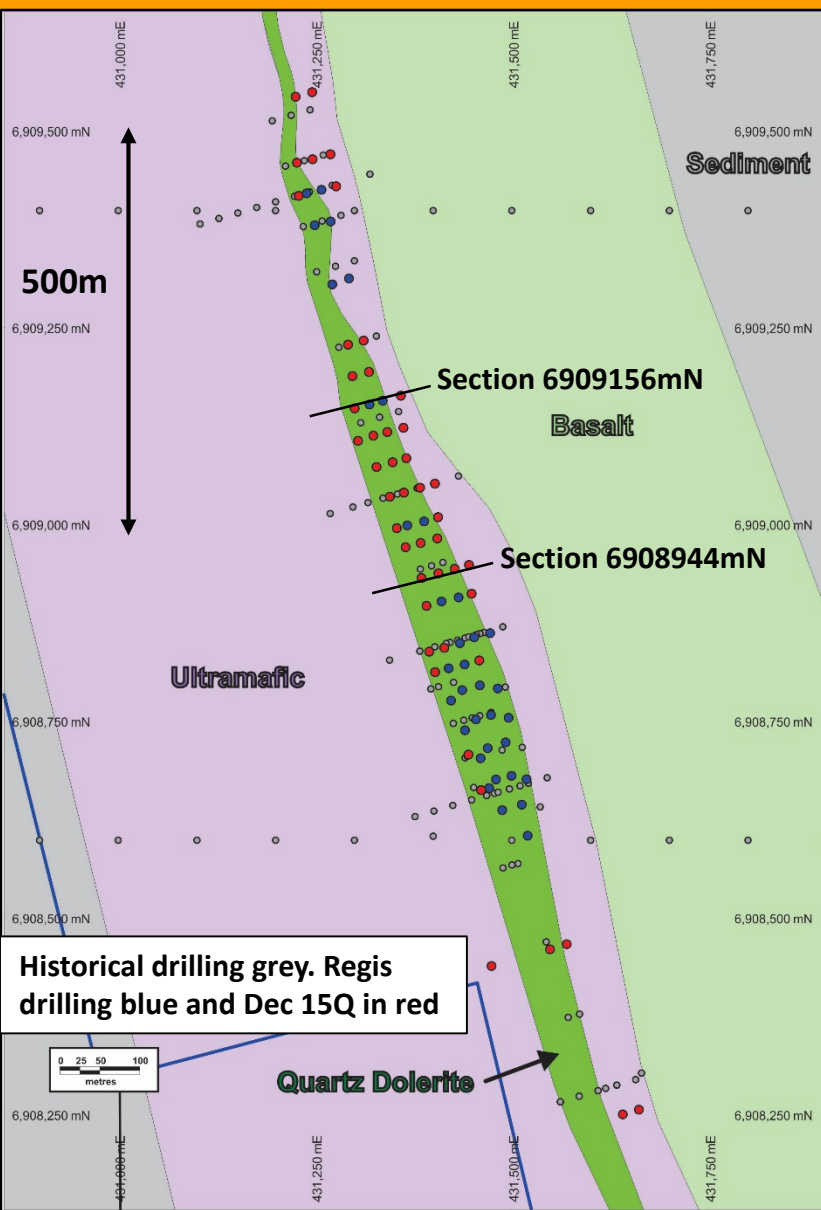 431,000 mE
431,250 mE
431,500 mE
431,750 mE
6,909,500 mN
6,909,500 mN
Sediment
500m
6,909,250 mN
6,909,250 mN
Section 6909156mN
Basalt
6,909,000 mN
6,909,000 mN
Section 6908944mN
Ultramafic
6,908,750 mN
6,908,750 mN
6,908,500 mN
6,908,500 mN
Historical drilling grey. Regis
drilling blue and Dec 15Q in red
0 25 50 100
metres
Quartz Dolerite
6,908,250 mN
6,908,250 mN
431,000 mE
431,250 mE
431,500 mE
431,750 mE